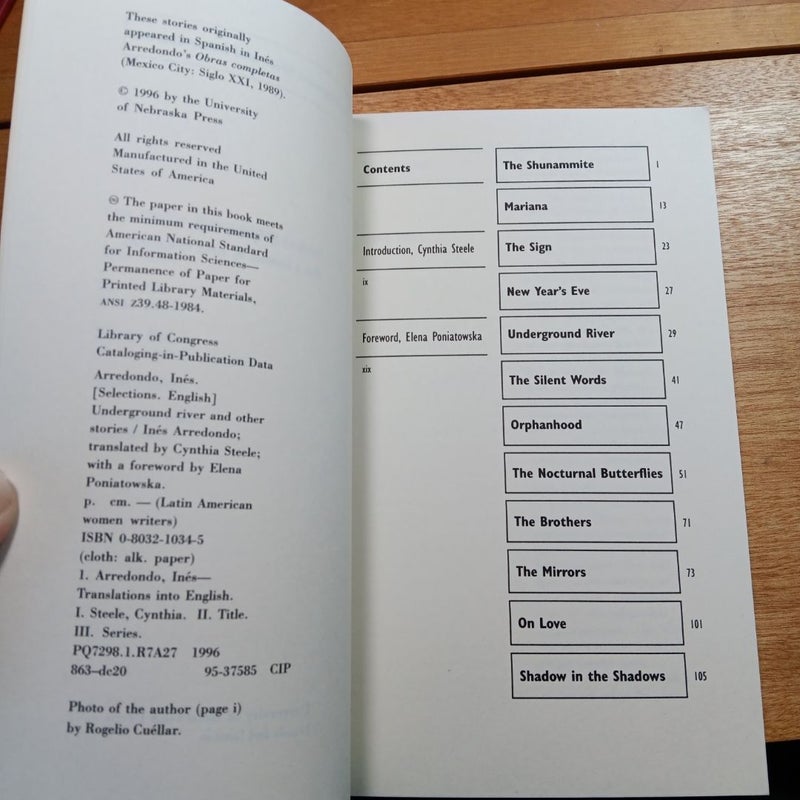 These stories originally
appeared in Spanish in Inés
Arredondo's Obras completas
(Mexico City: Siglo XXI, 1989).
© 1996 by the University
of Nebraska Press
All rights reserved
Manufactured in the United
States of America
♾ The paper in this book meets
the minimum requirements of
American National Standard
for Information Sciences—
Permanence of Paper for
Printed Library Materials,
ANSI Z39.48-1984.
Library of Congress
Cataloging-in-Publication Data
Arredondo, Inés.
[Selections. English]
Underground river and other
stories / Inés Arredondo;
translated by Cynthia Steele;
with a foreword by Elena
Poniatowska.
p. cm. — (Latin American
women writers)
ISBN 0-8032-1034-5
(cloth: alk. paper)
1. Arredondo, Inés—
Translations into English.
I. Steele, Cynthia. II. Title.
III. Series.
PQ7298.1.R7A27 1996
863—dc20 95-37585 CIP
Photo of the author (page i)
by Rogelio Cuéllar.
Contents
Introduction, Cynthia Steele
ix
Foreword, Elena Poniatowska
xix
The Shunammite 1
Mariana 13
The Sign 23
New Year's Eve 27
Underground River 29
The Silent Words 41
Orphanhood 47
The Nocturnal Butterflies 51
The Brothers 71
The Mirrors 73
On Love 101
Shadow in the Shadows 105